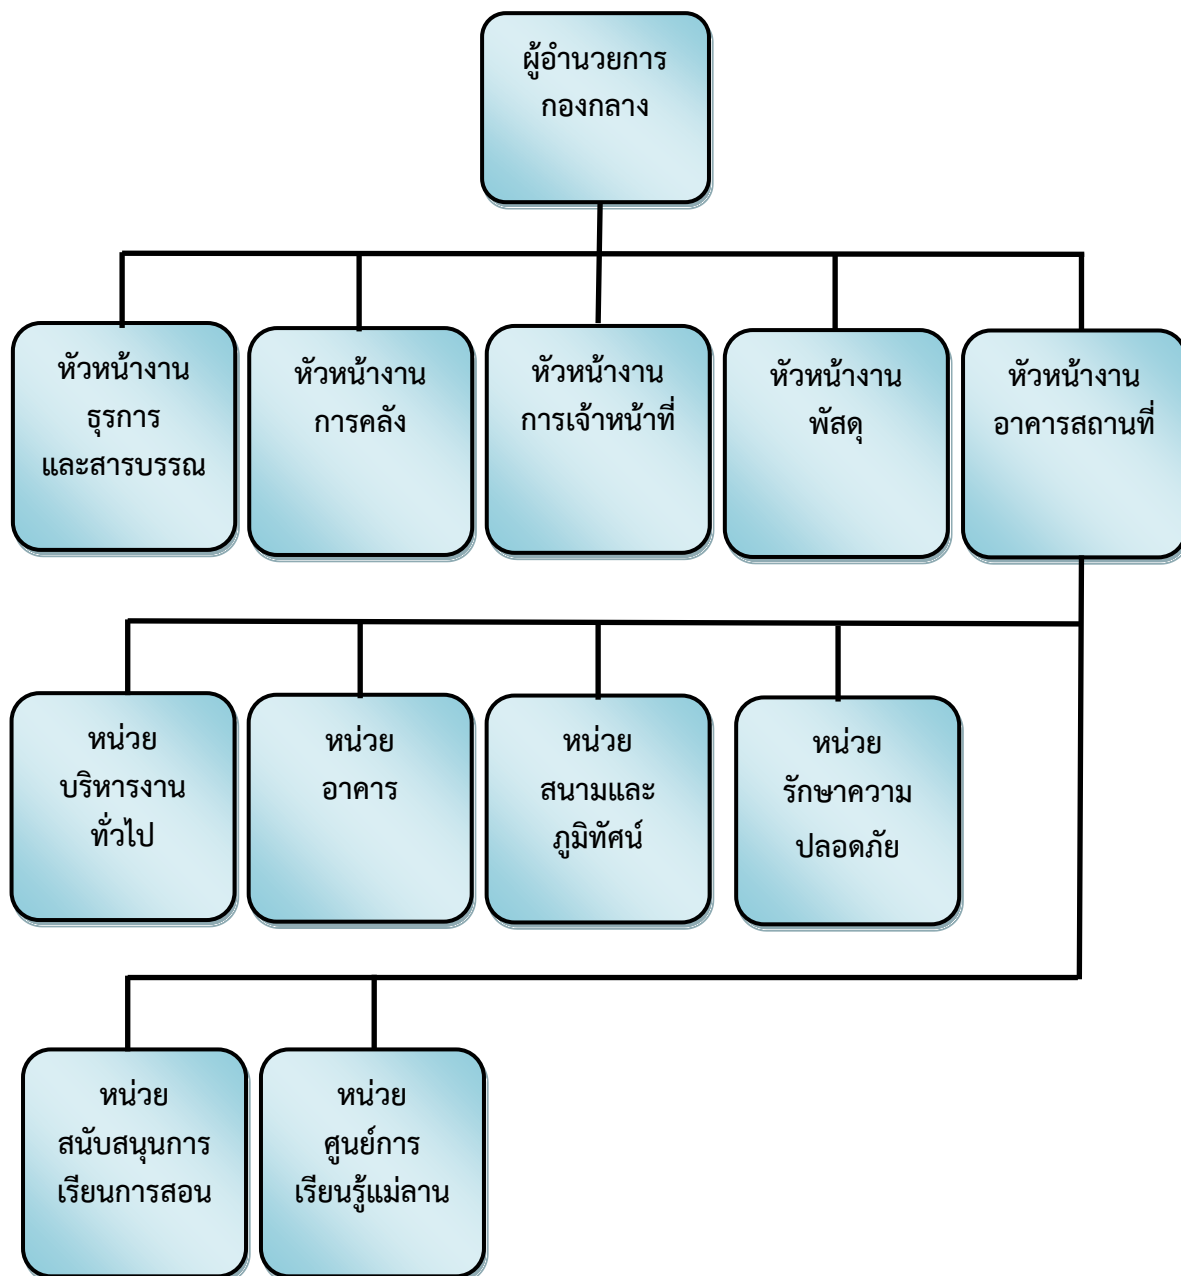 ผู้อำนวยการ
กองกลาง
หัวหน้างาน
ธุรการ
และสารบรรณ
หัวหน้างาน
การคลัง
หัวหน้างาน
การเจ้าหน้าที่
หัวหน้างาน
พัสดุ
หัวหน้างาน
อาคารสถานที่
หน่วย
บริหารงาน
ทั่วไป
หน่วย
อาคาร
หน่วย
สนามและ
ภูมิทัศน์
หน่วย
รักษาความ
ปลอดภัย
หน่วย
สนับสนุนการ
เรียนการสอน
หน่วย
ศูนย์การ
เรียนรู้แม่ลาน